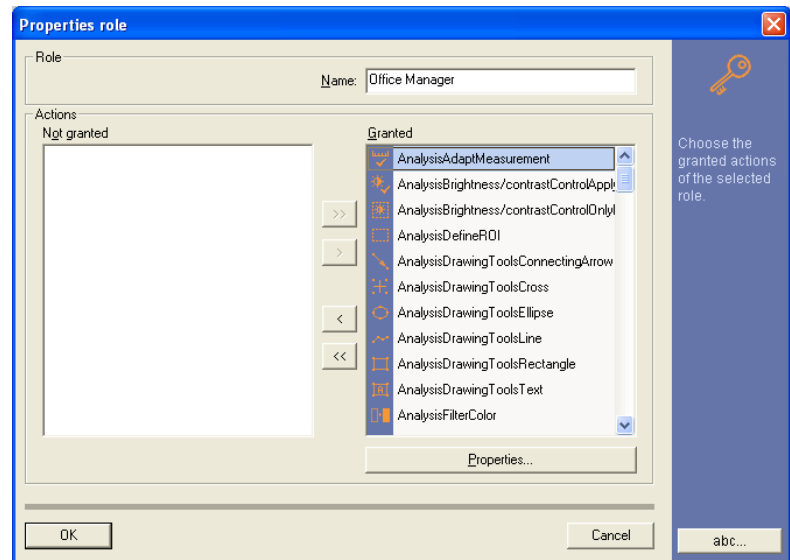 Properties role
Role
Name: Office Manager
Actions
Not granted
Granted
AnalysisAdaptMeasurement
AnalysisBrightness/contrastControlApply
AnalysisBrightness/contrastControlOnly
AnalysisDefineROI
AnalysisDrawingToolsConnectingArrow
AnalysisDrawingToolsCross
AnalysisDrawingToolsEllipse
AnalysisDrawingToolsLine
AnalysisDrawingToolsRectangle
AnalysisDrawingToolsText
AnalysisFilterColor
>>
>
<
<<
Properties...
OK
Cancel
Choose the
granted actions
of the selected
role.
abc...